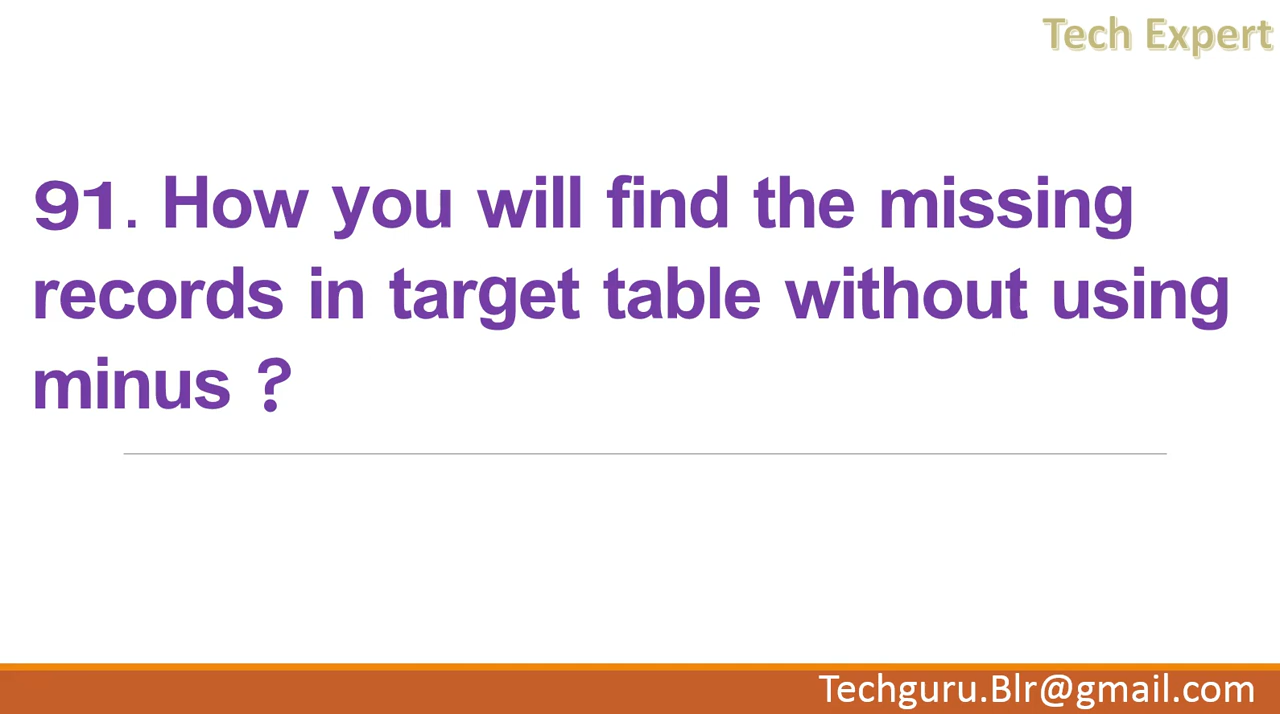 Tech Expert
91. How you will find the missing
records in target table without using
minus ?
Techguru.Blr@gmail.com